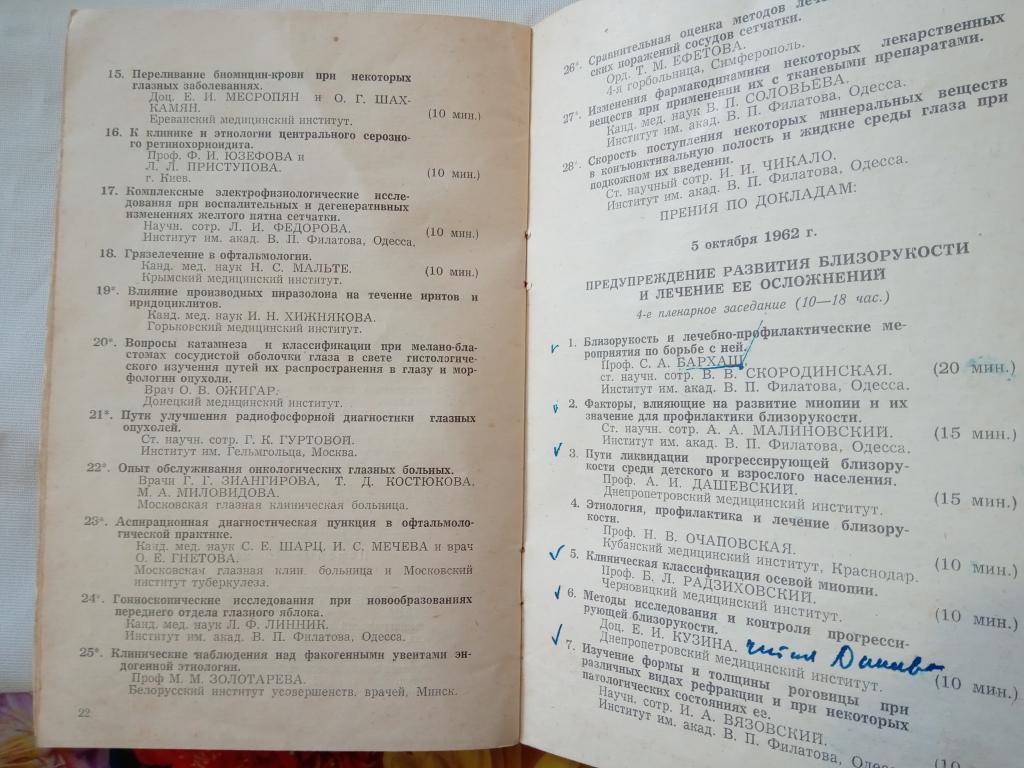 15. Переливание биомицин-крови при некоторых
глазных заболеваниях.
Доц. Е. И. МЕСРОПЯН и О. Г. ШАХ-
КАМЯН. (10 мин.)
Ереванский медицинский институт.
16. К клинике и этиологии центрального серозно-
го ретинохориоидита.
Проф. Ф. И. ЮЗЕФОВА и
Л. Л. ПРИСТУПОВА. (10 мин.)
г. Киев.
17. Комплексные электрофизиологические иссле-
дования при воспалительных и дегенеративных
изменениях желтого пятна сетчатки.
Научн. сотр. Л. И. ФЕДОРОВА. (10 мин.)
Институт им. акад. В. П. Филатова, Одесса.
18. Грязелечение в офтальмологии.
Канд. мед. наук Н. С. МАЛЬТЕ. (10 мин.)
Крымский медицинский институт.
19*. Влияние производных пиразолона на течение иритов и
иридоциклитов.
Канд. мед. наук И. Н. ХИЖНЯКОВА.
Горьковский медицинский институт.
20*. Вопросы катамнеза и классификации при мелано-бла-
стомах сосудистой оболочки глаза в свете гистологиче-
ского изучения путей их распространения в глазу и мор-
фологии опухоли.
Врач О. В. ОЖИГАР.
Донецкий медицинский институт.
21*. Пути улучшения радиофосфорной диагностики глазных
опухолей.
Ст. научн. сотр. Г. К. ГУРТОВОЙ.
Институт им. Гельмгольца, Москва.
22*. Опыт обслуживания онкологических глазных больных.
Врачи Г. Г. ЗИАНГИРОВА, Т. Д. КОСТЮКОВА,
М. А. МИЛОВИДОВА.
Московская глазная клиническая больница.
23*. Аспирационная диагностическая пункция в офтальмоло-
гической практике.
Канд. мед. наук С. Е. ШАРЦ, И. С. МЕЧЕВА и врач
О. Е. ГНЕТОВА.
Московская глазная клин. больница и Московский
институт туберкулеза.
24*. Гониоскопические исследования при новообразованиях
переднего отдела глазного яблока.
Канд. мед. наук Л. Ф. ЛИННИК.
Институт им. акад. В. П. Филатова, Одесса.
25*. Клинические наблюдения над факогенными увеитами эн-
догенной этиологии.
Проф М. М. ЗОЛОТАРЕВА.
Белорусский институт усовершенств. врачей, Минск.
22
26*. Сравнительная оценка методов
ских поражений сосудов сетчатки.
Орд. Т. М. ЕФЕТОВА.
4-я горбольница, Симферополь.
27*. Изменения фармакодинамики некоторых лекарственных
веществ при применении их с тканевыми препаратами.
Канд. мед. наук В. П. СОЛОВЬЕВА.
Институт им. акад. В. П. Филатова, Одесса.
28*. Скорость поступления некоторых минеральных веществ
в конъюнктивальную полость и жидкие среды глаза при
подкожном их введении.
Ст. научный сотр. И. И. ЧИКАЛО.
Институт им. акад. В. П. Филатова, Одесса.
ПРЕНИЯ ПО ДОКЛАДАМ:
5 октября 1962 г.
ПРЕДУПРЕЖДЕНИЕ РАЗВИТИЯ БЛИЗОРУКОСТИ
И ЛЕЧЕНИЕ ЕЕ ОСЛОЖНЕНИЙ
4-е пленарное заседание (10—18 час.)
1. Близорукость и лечебно-профилактические ме-
роприятия по борьбе с ней.
Проф. С. А. БАРХАШ,
ст. научн. сотр. В. В. СКОРОДИНСКАЯ. (20 мин.)
Институт им. акад. В. П. Филатова, Одесса.
2. Факторы, влияющие на развитие миопии и их
значение для профилактики близорукости.
Ст. научн. сотр. А. А. МАЛИНОВСКИЙ. (15 мин.)
Институт им. акад. В. П. Филатова, Одесса.
3. Пути ликвидации прогрессирующей близору-
кости среди детского и взрослого населения.
Проф. А. И. ДАШЕВСКИЙ. (15 мин.)
Днепропетровский медицинский институт.
4. Этиология, профилактика и лечение близору-
кости.
Проф. Н. В. ОЧАПОВСКАЯ. (10 мин.)
Кубанский медицинский институт, Краснодар.
5. Клиническая классификация осевой миопии.
Проф. Б. Л. РАДЗИХОВСКИЙ. (10 мин.)
Черновицкий медицинский институт.
6. Методы исследования и контроля прогресси-
рующей близорукости.
Доц. Е. И. КУЗИНА. читал (10 мин.)
Днепропетровский медицинский институт.
7. Изучение формы и толщины роговицы при
различных видах рефракции и при некоторых
патологических состояниях ее.
Научн. сотр. И. А. ВЯЗОВСКИЙ.
Институт им. акад. В. П. Филатова, Одесса. (10